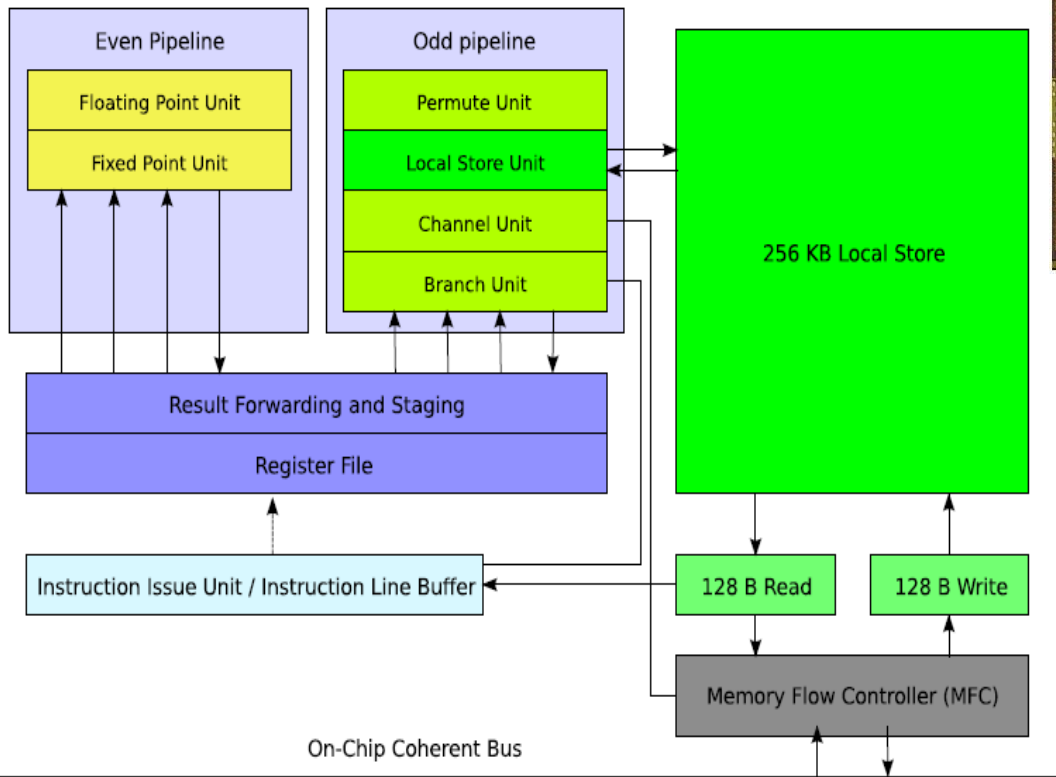 Even Pipeline
Floating Point Unit
Fixed Point Unit
Odd pipeline
Permute Unit
Local Store Unit
Channel Unit
Branch Unit
256 KB Local Store
Result Forwarding and Staging
Register File
Instruction Issue Unit / Instruction Line Buffer
128 B Read
128 B Write
Memory Flow Controller (MFC)
On-Chip Coherent Bus